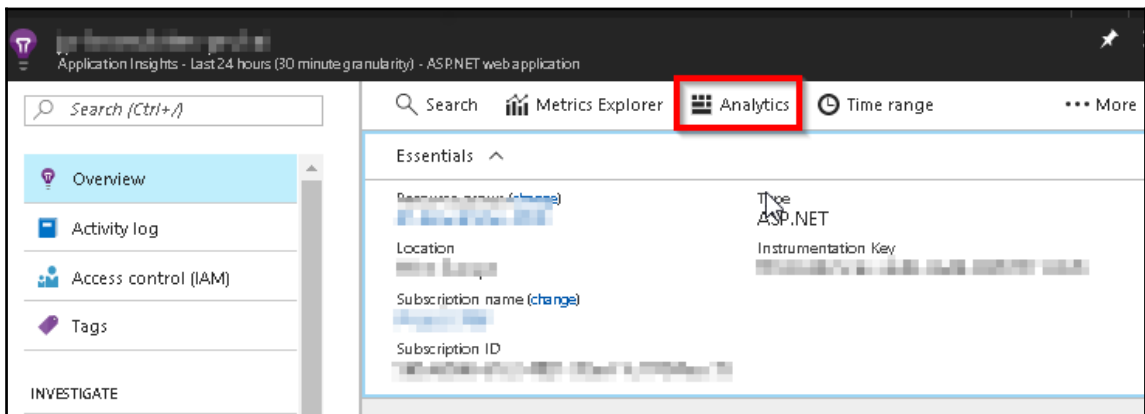 Application Insights - Last 24 hours (30 minute granularity) - ASP.NET web application
Search (Ctrl+/)
Overview
Activity log
Access control (IAM)
Tags
INVESTIGATE
Search Metrics Explorer Analytics Time range ••• More
Essentials
Resource group (change)
Type
ASP.NET
Location
Instrumentation Key
Subscription name (change)
Subscription ID